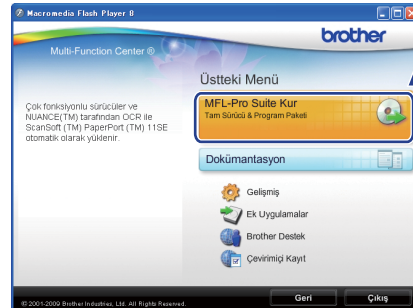 Macromedia Flash Player 8
brother
Multi-Function Center ®
Üstteki Menü
Çok fonksiyonlu sürücüler ve
NUANCE(TM) tarafından OCR ile
ScanSoft (TM) PaperPort (TM) 11SE
otomatik olarak yüklenir.
MFL-Pro Suite Kur
Tam Sürücü & Program Paketi
Dokümantasyon
Gelişmiş
Ek Uygulamalar
Brother Destek
Çevirimiçi Kayıt
© 2001-2009 Brother Industries, Ltd. All Rights Reserved.
Geri
Çıkış